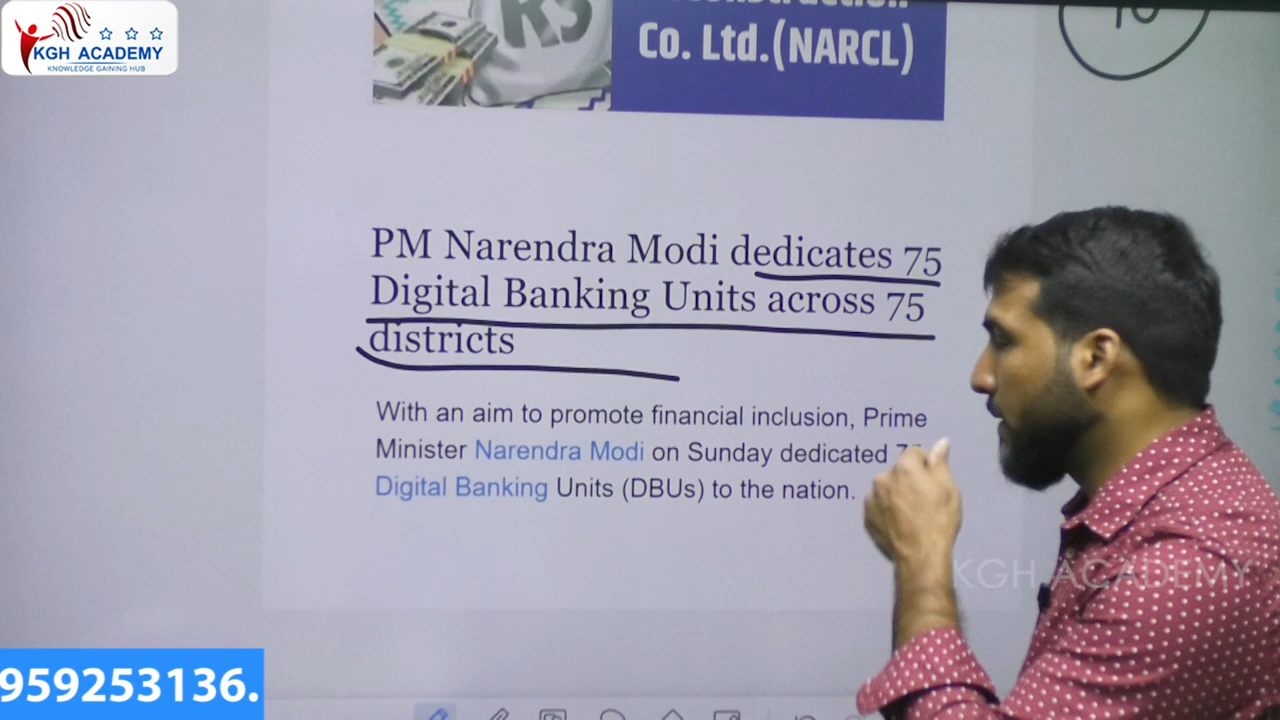 KGH ACADEMY
KNOWLEDGE GAINING HUB
Co. Ltd.(NARCL)
PM Narendra Modi dedicates 75
Digital Banking Units across 75
districts
With an aim to promote financial inclusion, Prime
Minister Narendra Modi on Sunday dedicated
Digital Banking Units (DBUs) to the nation.
KGH ACADEMY
959253136.